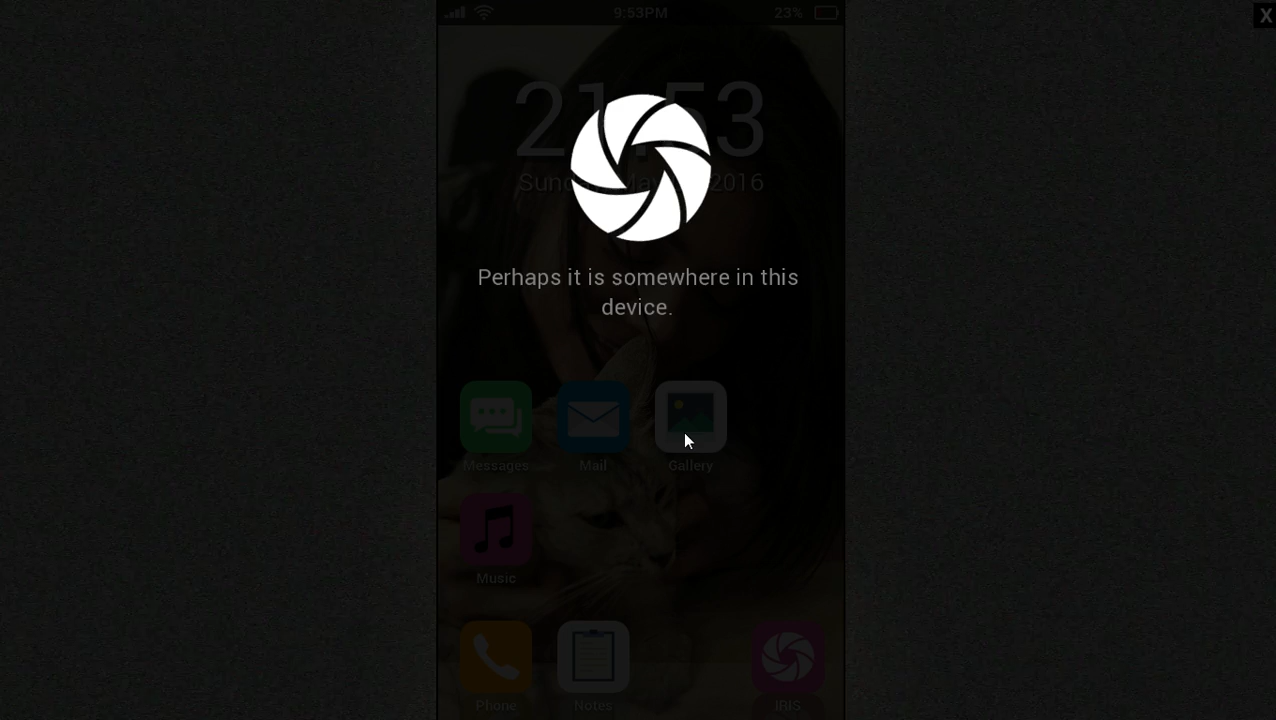 9:53PM 23% X
21:53
2016
Perhaps it is somewhere in this
device.
Messages Mail Gallery
Music
Phone Notes IRIS